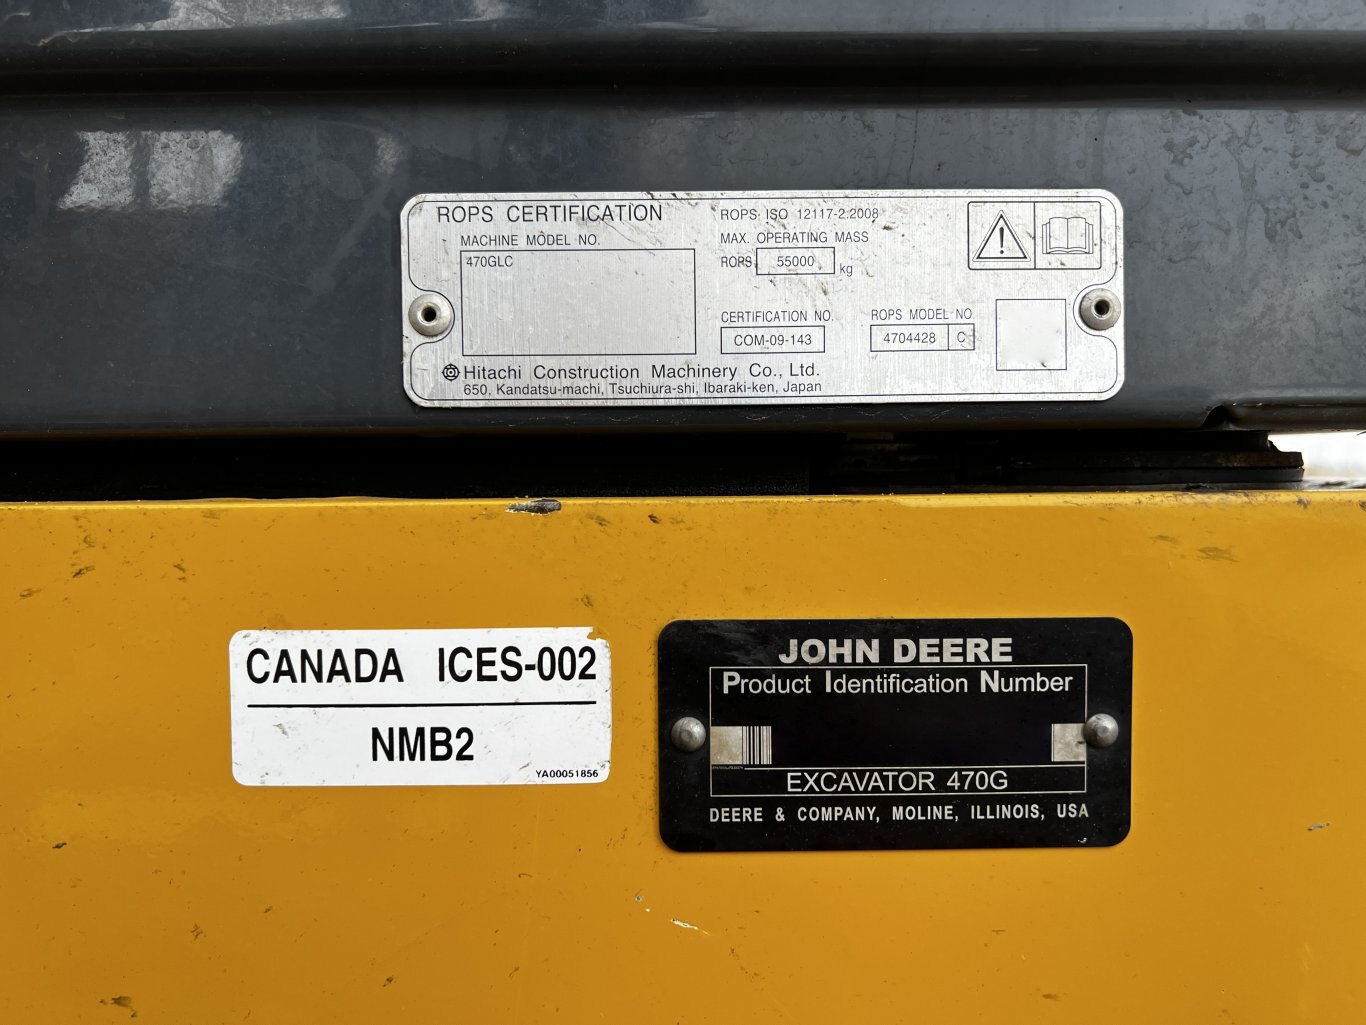 ROPS CERTIFICATION
MACHINE MODEL NO.
470GLC
ROPS: ISO 12117-2:2008
MAX. OPERATING MASS
ROPS 55000 kg
CERTIFICATION NO.
COM-09-143
ROPS MODEL NO.
4704428 C
Hitachi Construction Machinery Co., Ltd.
650, Kandatsu-machi, Tsuchiura-shi, Ibaraki-ken, Japan
CANADA ICES-002
NMB2
YA00051856
JOHN DEERE
Product Identification Number
EXCAVATOR 470G
DEERE & COMPANY, MOLINE, ILLINOIS, USA